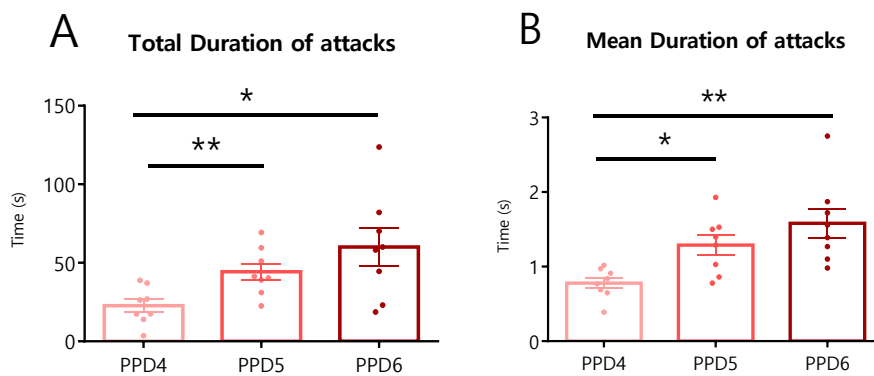 A
Total Duration of attacks
*
**
150
100
50
0
Time (s)
PPD4 PPD5 PPD6
B
Mean Duration of attacks
**
*
3
2
1
0
Time (s)
PPD4 PPD5 PPD6